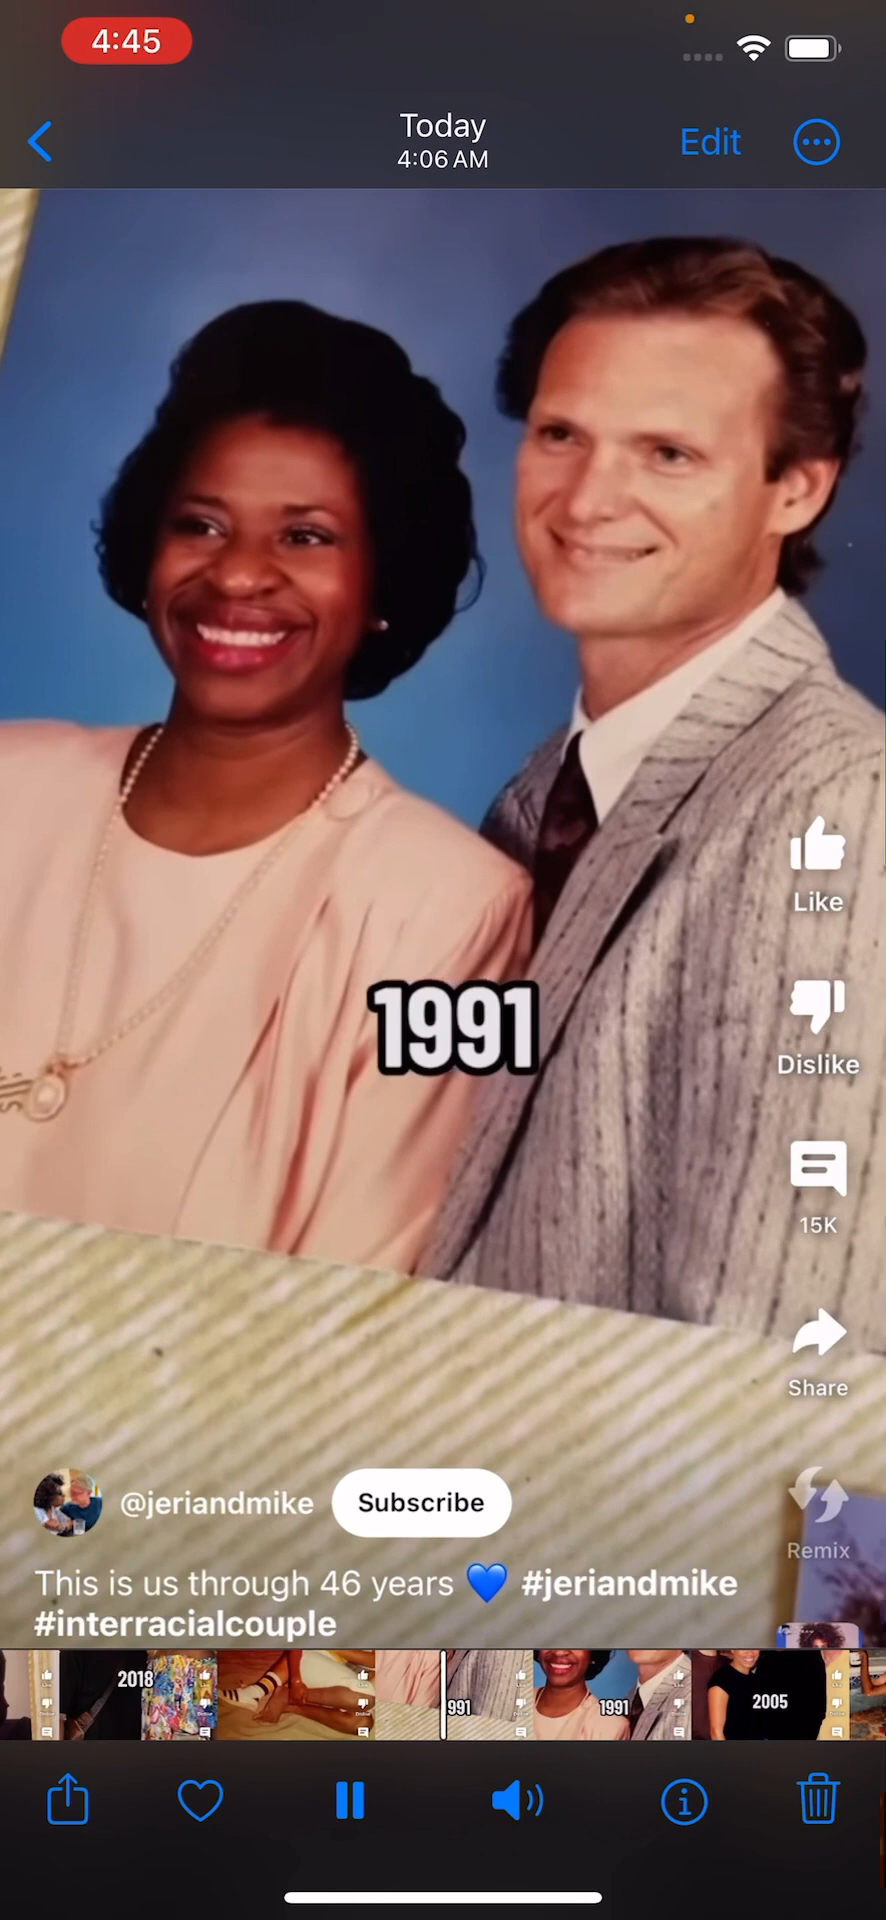 4:45
Today
4:06 AM
Edit
1991
Like
Dislike
15K
Share
@jeriandmike
Subscribe
Remix
This is us through 46 years 💙 #jeriandmike
#interracialcouple
2018
991
1991
2005